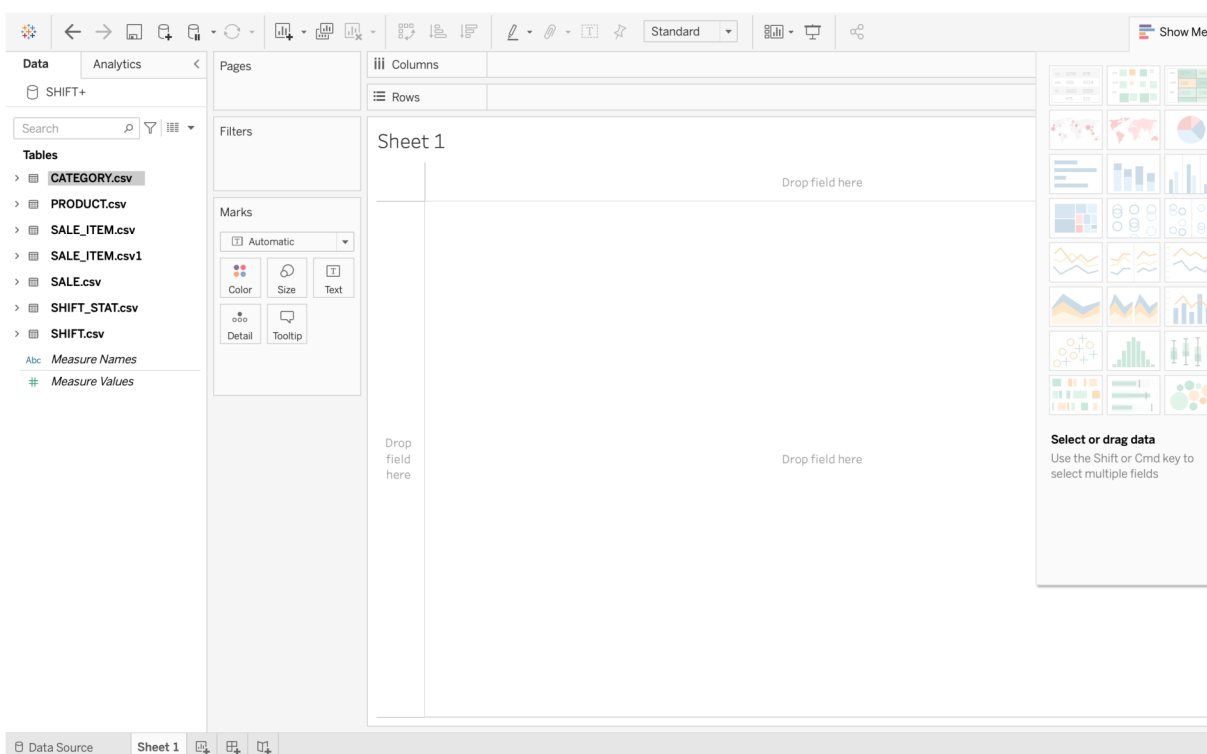 Standard
Show Me
Data
Analytics
SHIFT+
Search
Tables
CATEGORY.csv
PRODUCT.csv
SALE_ITEM.csv
SALE_ITEM.csv1
SALE.csv
SHIFT_STAT.csv
SHIFT.csv
Abc Measure Names
# Measure Values
Pages
Filters
Marks
T Automatic
Color
Size
T
Text
Detail
Tooltip
iii Columns
Rows
Sheet 1
Drop field here
Drop
field
here
Drop field here
Select or drag data
Use the Shift or Cmd key to
select multiple fields
Data Source
Sheet 1